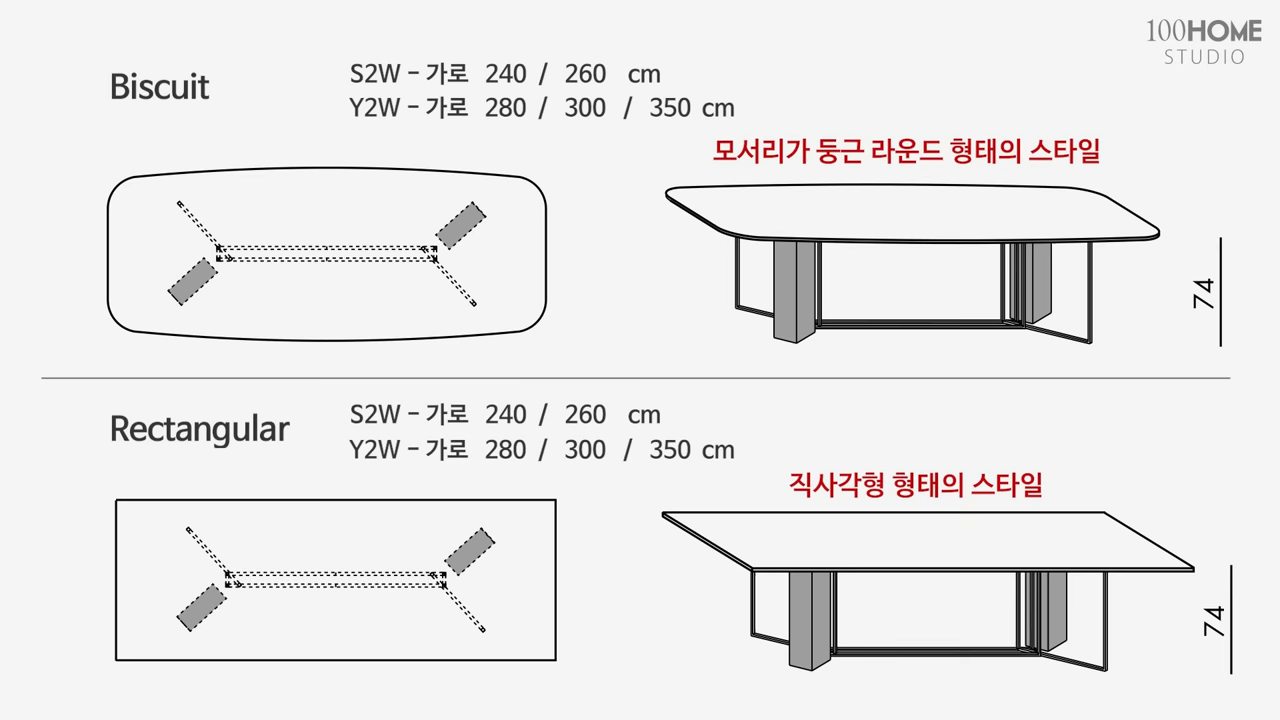 100HOME
STUDIO
Biscuit
S2W - 가로 240 / 260 cm
Y2W - 가로 280 / 300 / 350 cm
모서리가 둥근 라운드 형태의 스타일
74
Rectangular
S2W - 가로 240 / 260 cm
Y2W - 가로 280 / 300 / 350 cm
직사각형 형태의 스타일
74